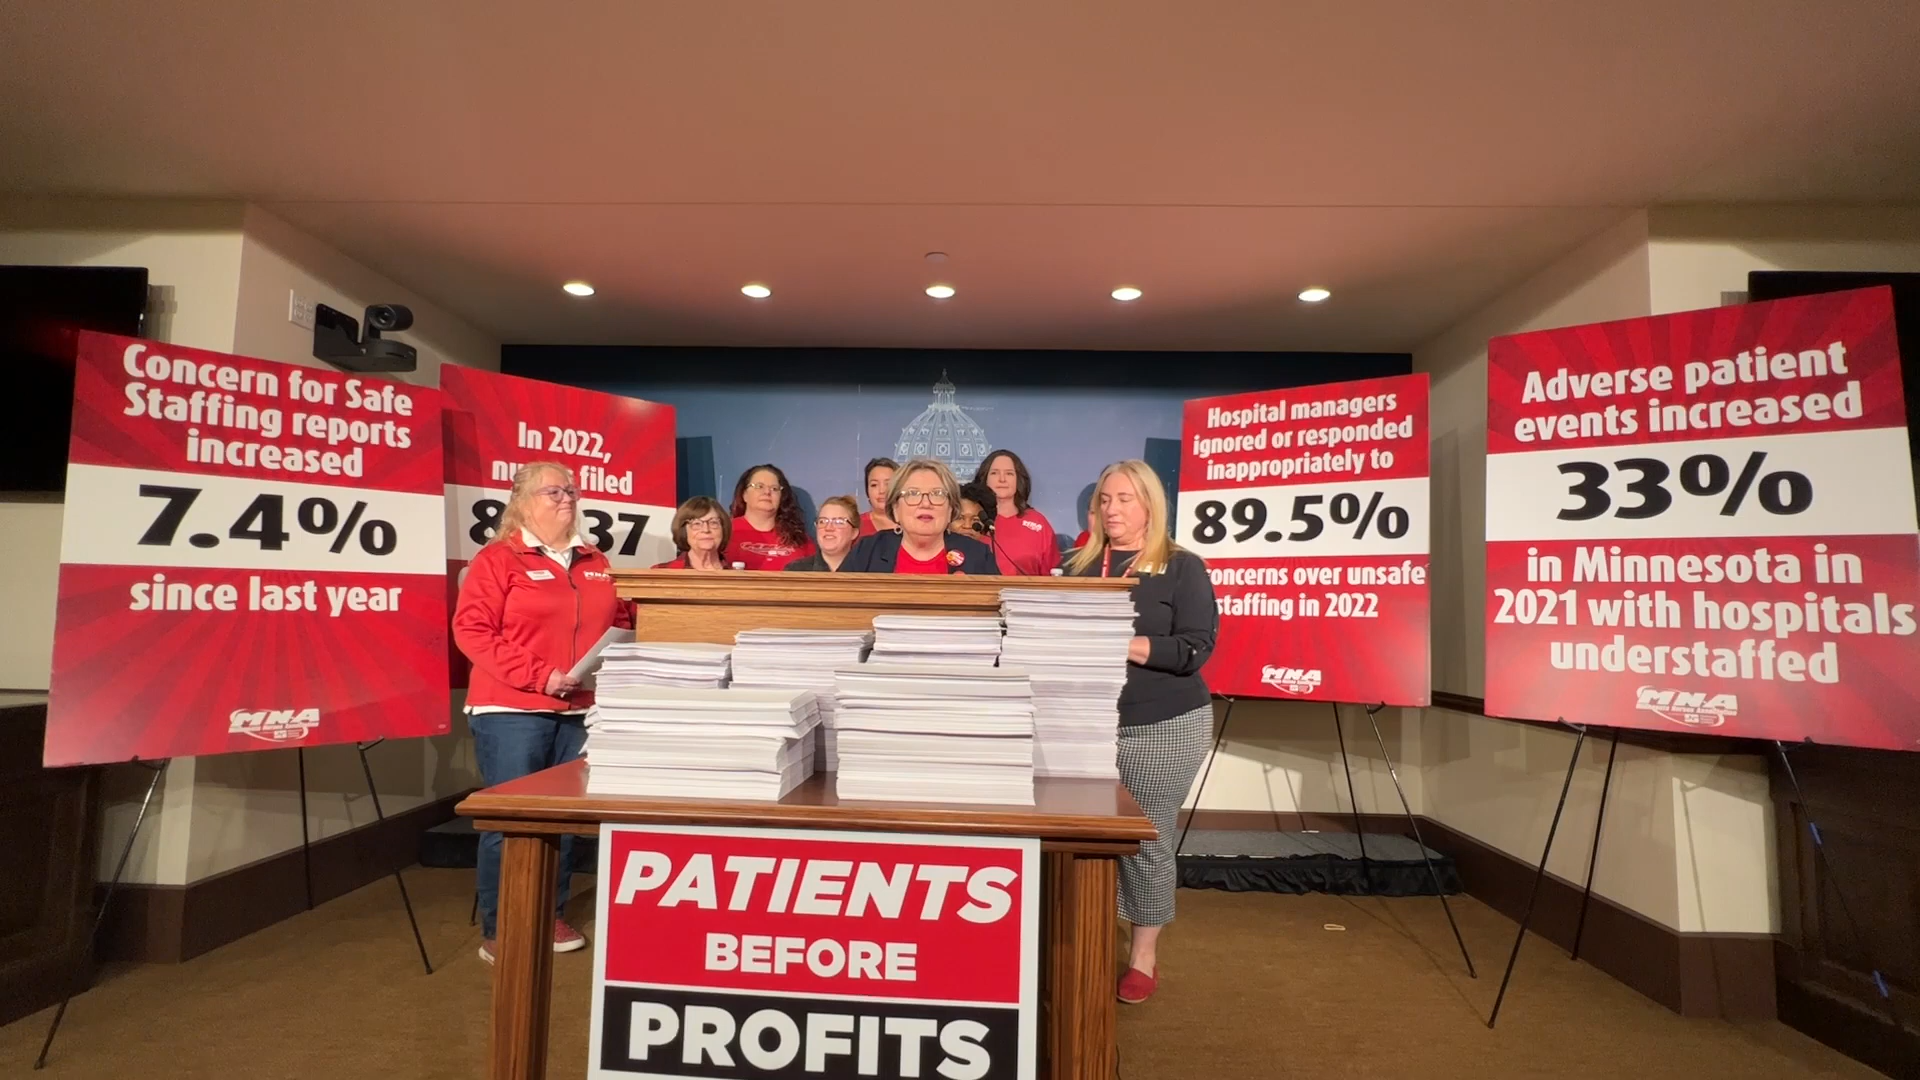 Concern for Safe
Staffing reports
increased
7.4%
since last year
MNA
In 2022,
filed
37
Hospital managers
ignored or responded
inappropriately to
89.5%
concerns over unsafe
staffing in 2022
MNA
Adverse patient
events increased
33%
in Minnesota in
2021 with hospitals
understaffed
MNA
PATIENTS
BEFORE
PROFITS